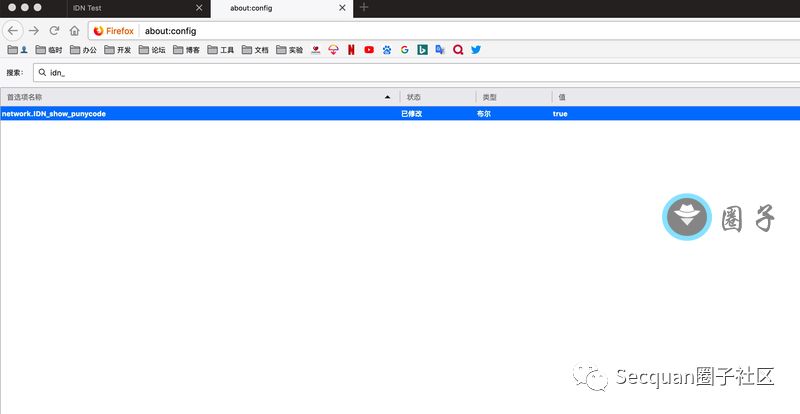 IDN Test
about:config
Firefox
about:config
临时
办公
开发
论坛
博客
工具
文档
实验
搜索:
idn_
首选项名称
状态
类型
值
network.IDN_show_punycode
已修改
布尔
true
圈子
Secquan圈子社区